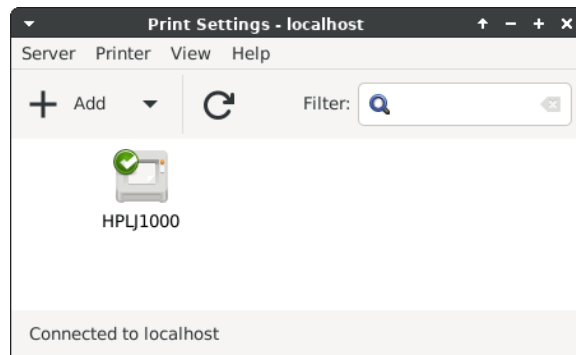 Print Settings - localhost
Server Printer View Help
Add Filter:
HPLJ1000
Connected to localhost